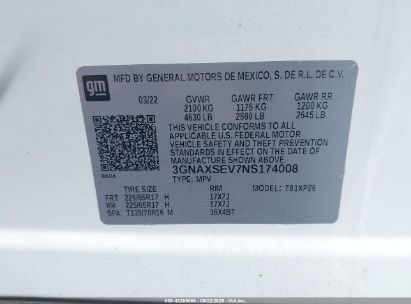 gm
MFD BY GENERAL MOTORS DE MEXICO, S. DE R.L. DE C.V.
03/22 GVWR GAWR FRT GAWR RR
2100 KG 1175 KG 1200 KG
4630 LB 2590 LB 2645 LB
THIS VEHICLE CONFORMS TO ALL
APPLICABLE U.S. FEDERAL MOTOR
VEHICLE SAFETY AND THEFT PREVENTION
STANDARDS IN EFFECT ON THE DATE OF
MANUFACTURE SHOWN ABOVE.
3GNAXSEV7NS174008
TYPE: MPV MODEL: 781XP26
TIRE SIZE RIM
FRT 225/65R17 H 17X7J
RR 225/65R17 H 17X7J
SPA T135/70R16 M 16X4BT